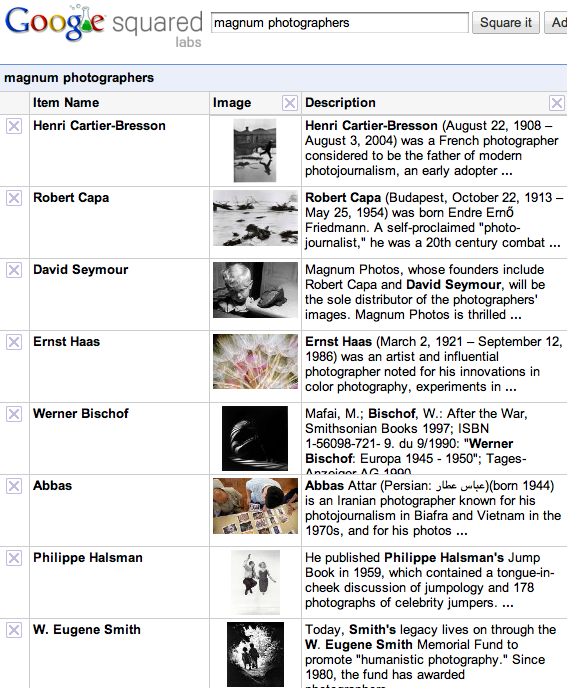 Google squared
labs
magnum photographers
Square it
Ad
magnum photographers
Item Name Image Description
Henri Cartier-Bresson
Henri Cartier-Bresson (August 22, 1908 –
August 3, 2004) was a French photographer
considered to be the father of modern
photojournalism, an early adopter ...
Robert Capa
Robert Capa (Budapest, October 22, 1913 –
May 25, 1954) was born Endre Ernő
Friedmann. A self-proclaimed "photo-
journalist," he was a 20th century combat ...
David Seymour
Magnum Photos, whose founders include
Robert Capa and David Seymour, will be
the sole distributor of the photographers'
images. Magnum Photos is thrilled ...
Ernst Haas
Ernst Haas (March 2, 1921 – September 12,
1986) was an artist and influential
photographer noted for his innovations in
color photography, experiments in ...
Werner Bischof
Mafai, M.; Bischof, W.: After the War,
Smithsonian Books 1997; ISBN
1-56098-721- 9. du 9/1990: "Werner
Bischof: Europa 1945 - 1950"; Tages-
Anzeiger AG 1990
Abbas
Abbas Attar (Persian: عباس عطار)(born 1944)
is an Iranian photographer known for his
photojournalism in Biafra and Vietnam in the
1970s, and for his photos ...
Philippe Halsman
He published Philippe Halsman's Jump
Book in 1959, which contained a tongue-in-
cheek discussion of jumpology and 178
photographs of celebrity jumpers. ...
W. Eugene Smith
Today, Smith's legacy lives on through the
W. Eugene Smith Memorial Fund to
promote "humanistic photography." Since
1980, the fund has awarded
photographers